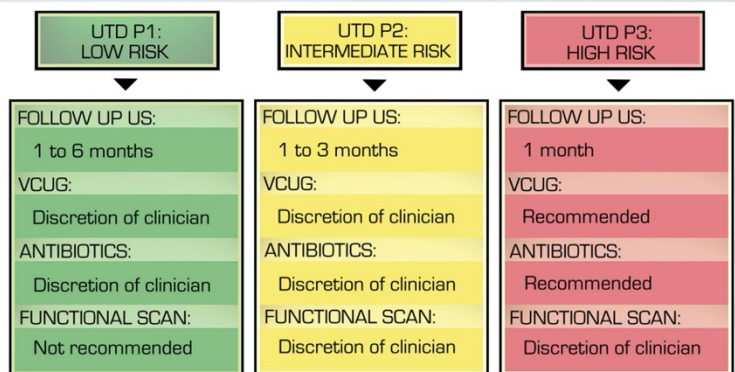 UTD P1:
LOW RISK
FOLLOW UP US:
1 to 6 months
VCUG:
Discretion of clinician
ANTIBIOTICS:
Discretion of clinician
FUNCTIONAL SCAN:
Not recommended
UTD P2:
INTERMEDIATE RISK
FOLLOW UP US:
1 to 3 months
VCUG:
Discretion of clinician
ANTIBIOTICS:
Discretion of clinician
FUNCTIONAL SCAN:
Discretion of clinician
UTD P3:
HIGH RISK
FOLLOW UP US:
1 month
VCUG:
Recommended
ANTIBIOTICS:
Recommended
FUNCTIONAL SCAN:
Discretion of clinician